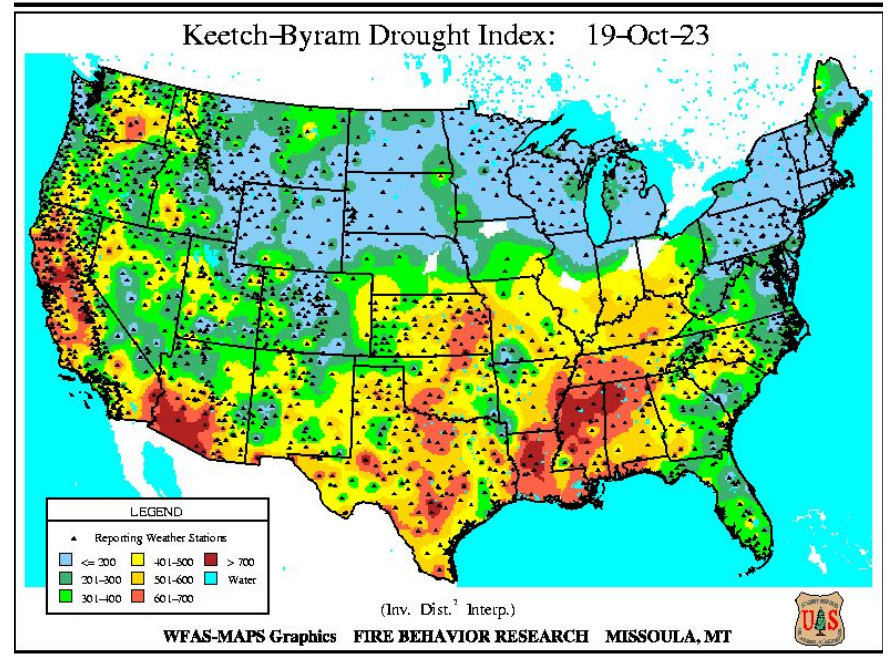 Keetch-Byram Drought Index: 19-Oct-23
LEGEND
Reporting Weather Stations
<= 200 401-500 > 700
201-300 501-600 Water
301-400 601-700
(Inv. Dist.² Interp.)
WFAS-MAPS Graphics FIRE BEHAVIOR RESEARCH MISSOULA, MT
U S